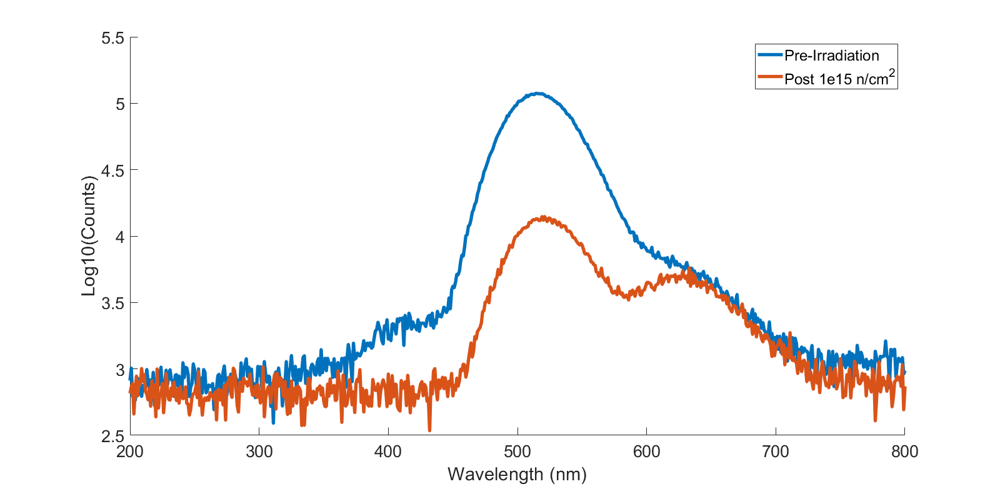 5.5
5
4.5
4
3.5
3
2.5
Log10(Counts)
200 300 400 500 600 700 800
Wavelength (nm)
Pre-Irradiation
Post 1e15 n/cm²